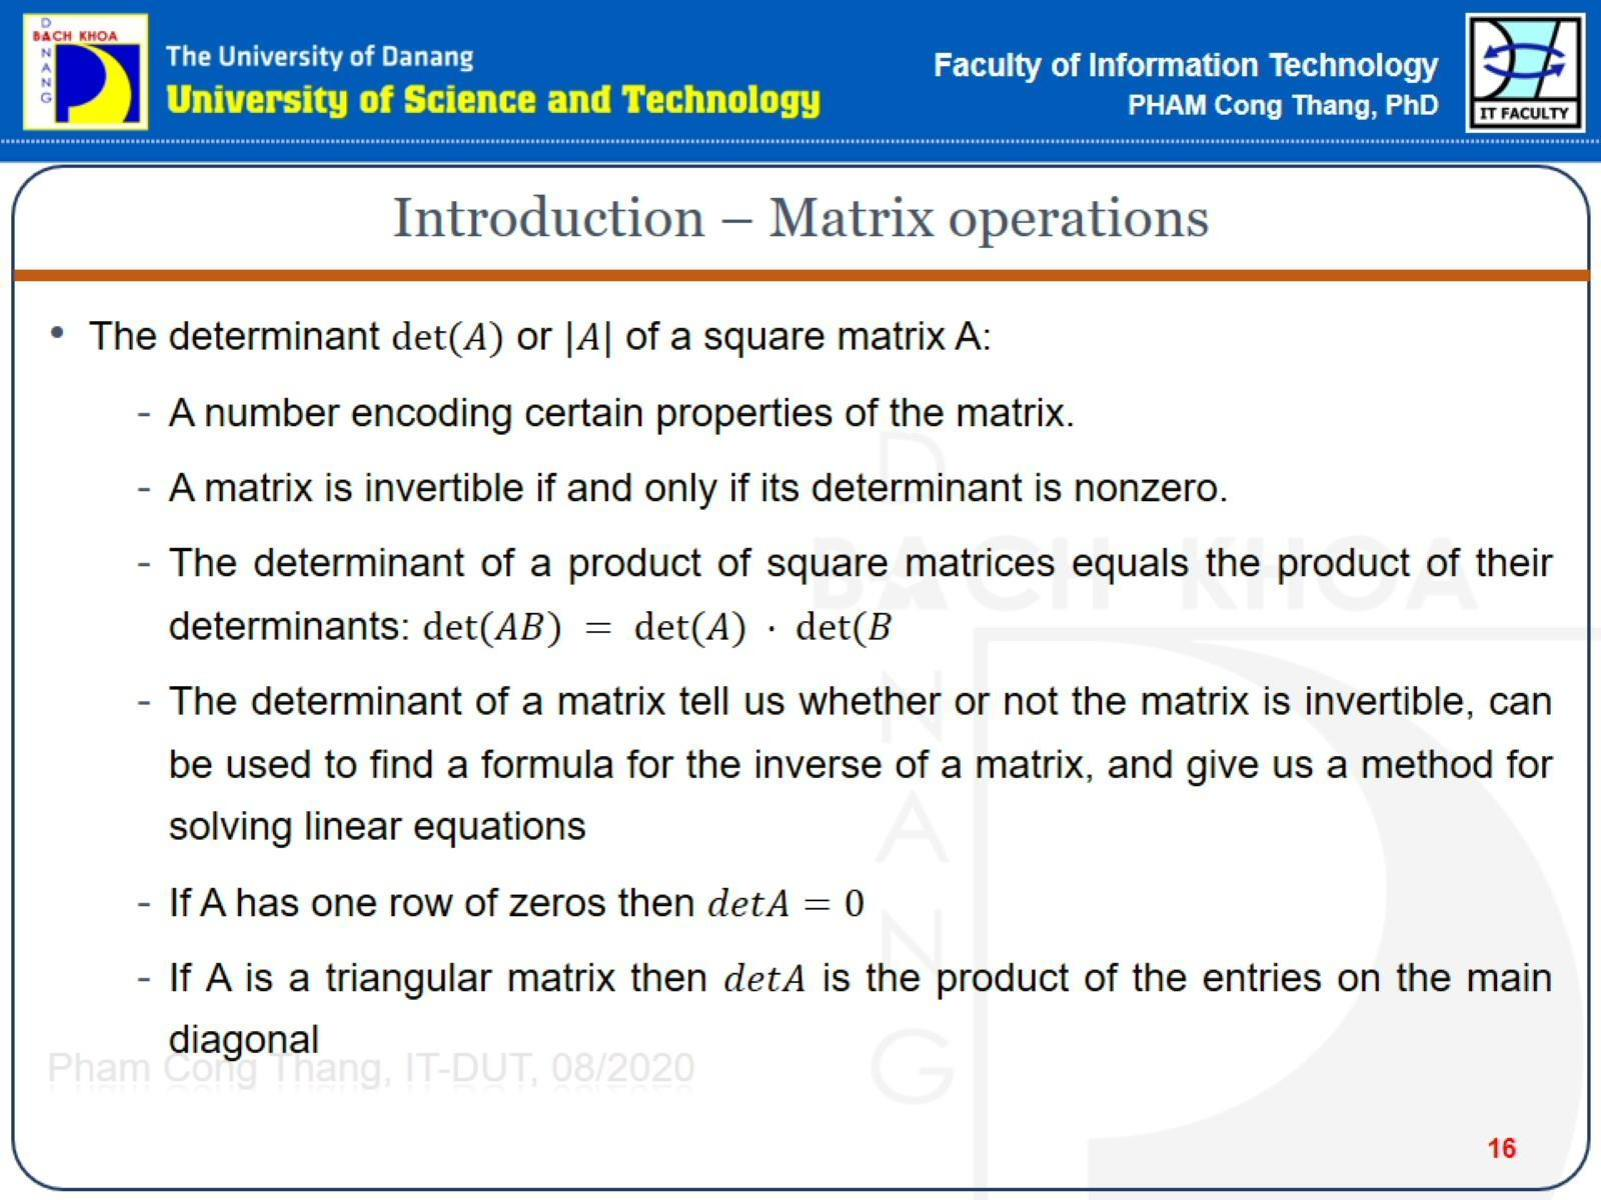 D
BACH KHOA
N
A
N
G
The University of Danang
University of Science and Technology
Faculty of Information Technology
PHAM Cong Thang, PhD
IT FACULTY
Introduction – Matrix operations
• The determinant det(A) or |A| of a square matrix A:
- A number encoding certain properties of the matrix.
- A matrix is invertible if and only if its determinant is nonzero.
- The determinant of a product of square matrices equals the product of their
determinants: det(AB) = det(A) · det(B
- The determinant of a matrix tell us whether or not the matrix is invertible, can
be used to find a formula for the inverse of a matrix, and give us a method for
solving linear equations
- If A has one row of zeros then detA = 0
- If A is a triangular matrix then detA is the product of the entries on the main
diagonal
Pham Cong Thang, IT-DUT, 08/2020
D
BACH KHOA
N
A
N
G
16